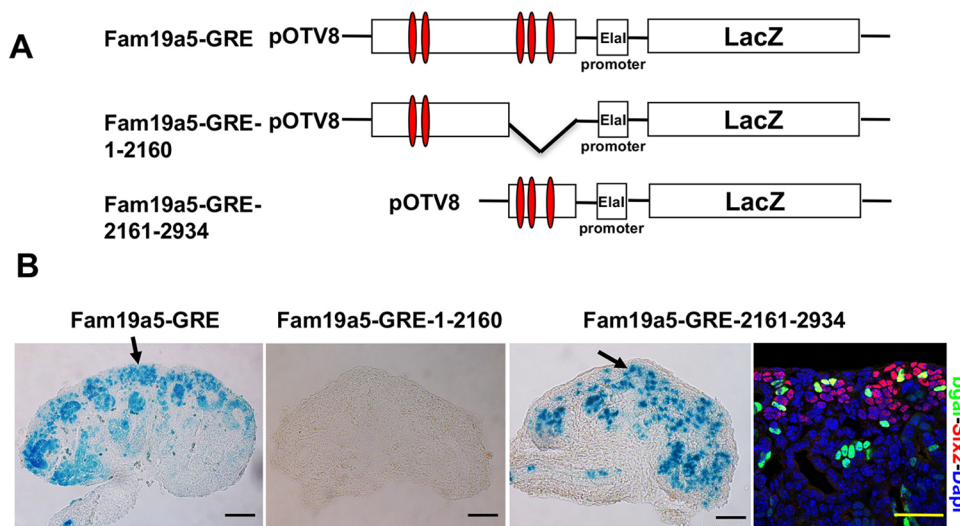 A
Fam19a5-GRE pOTV8 ElaI LacZ
promoter
Fam19a5-GRE-
1-2160
pOTV8 ElaI LacZ
promoter
Fam19a5-GRE-
2161-2934
pOTV8 ElaI LacZ
promoter
B
Fam19a5-GRE
Fam19a5-GRE-1-2160
Fam19a5-GRE-2161-2934
bgal-Six2-Dapi